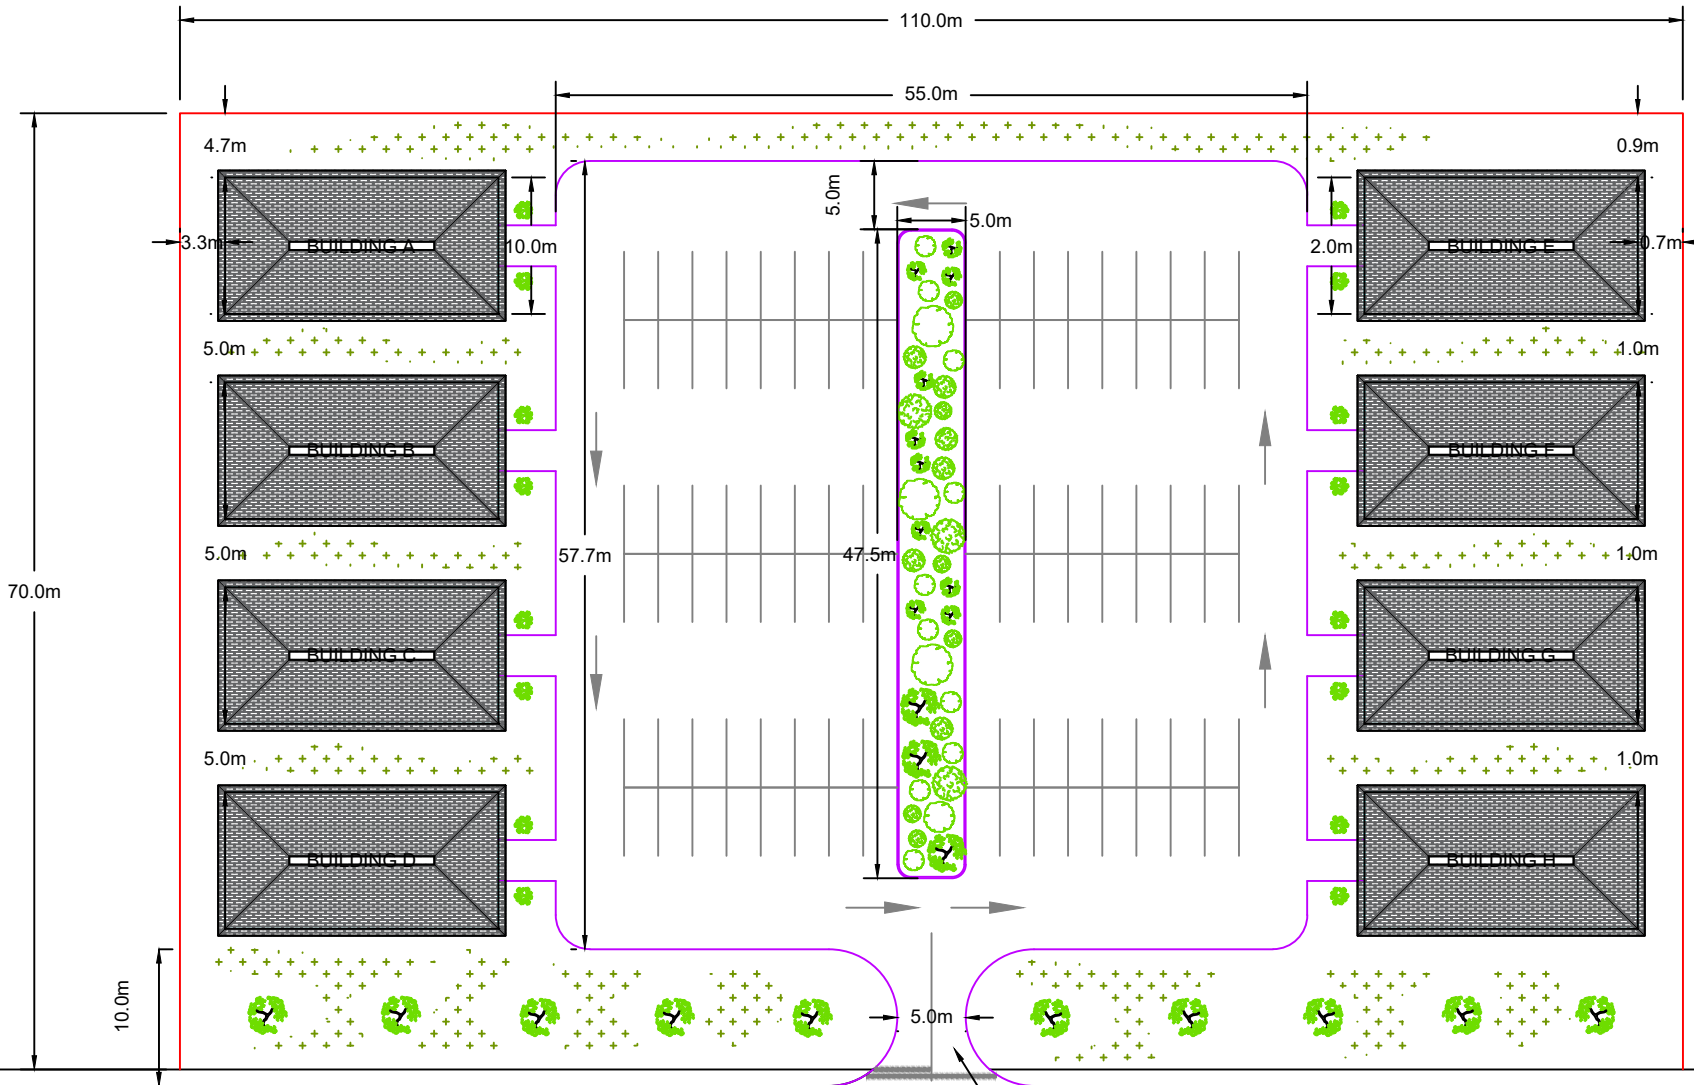 110.0m
55.0m
4.7m
0.9m
5.0m
5.0m
3.3m
BUILDING A
10.0m
2.0m
BUILDING E
0.7m
5.0m
1.0m
BUILDING B
BUILDING F
5.0m
57.7m
47.5m
1.0m
70.0m
BUILDING C
BUILDING G
5.0m
1.0m
BUILDING D
BUILDING H
10.0m
5.0m